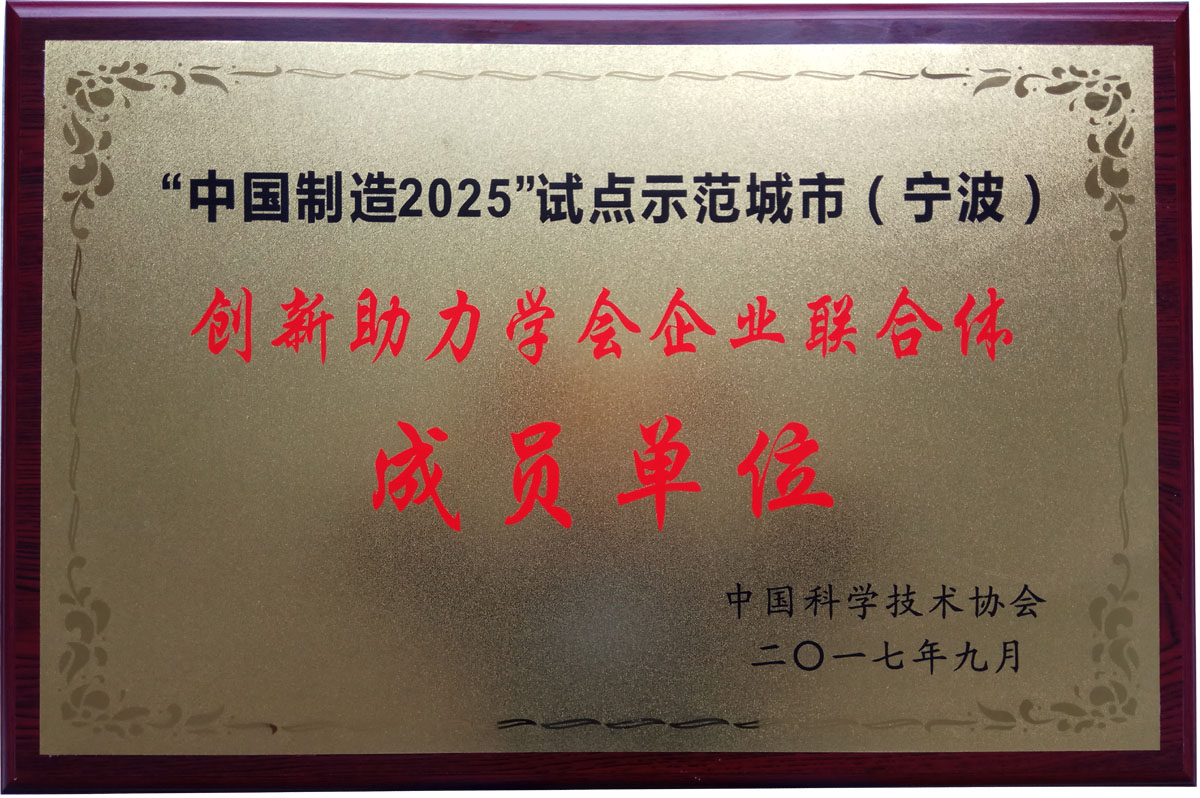 “中国制造2025”试点示范城市（宁波）
创新助力学会企业联合体
成员单位
中国科学技术协会
二〇一七年九月